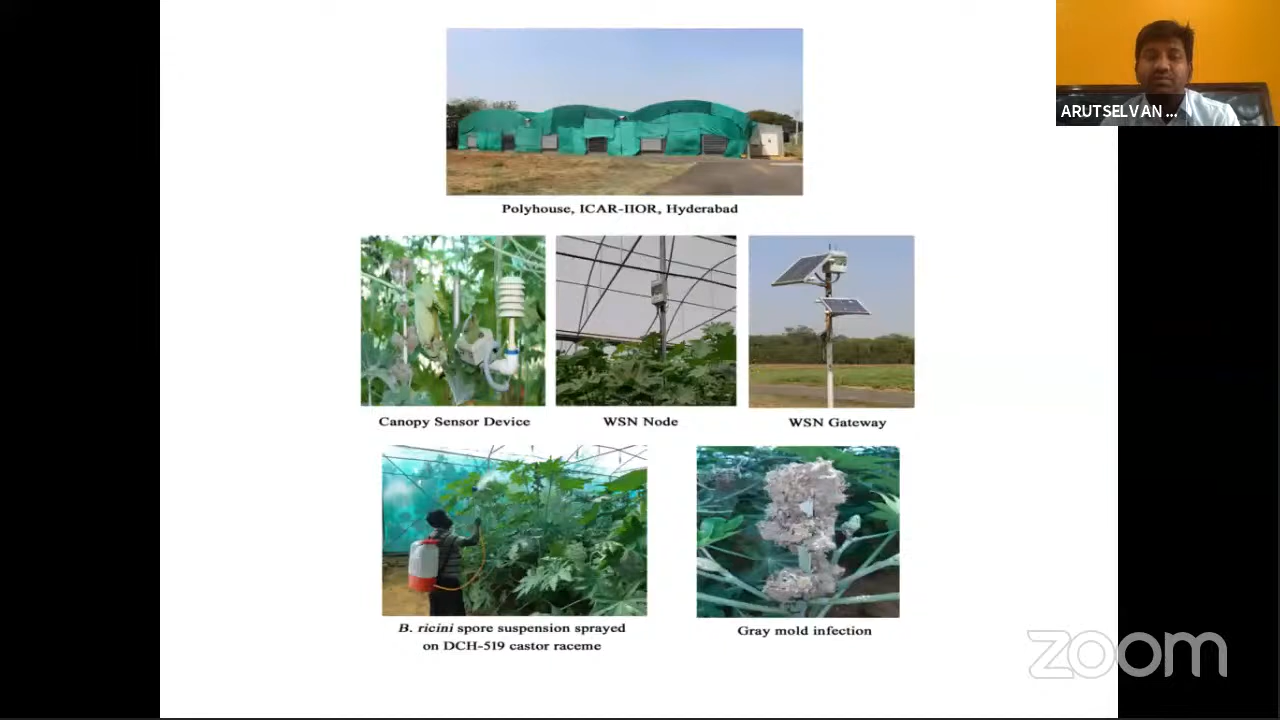 ARUTSELVAN ...
Polyhouse, ICAR-IIOR, Hyderabad
Canopy Sensor Device
WSN Node
WSN Gateway
B. ricini spore suspension sprayed
on DCH-519 castor raceme
Gray mold infection
zoom